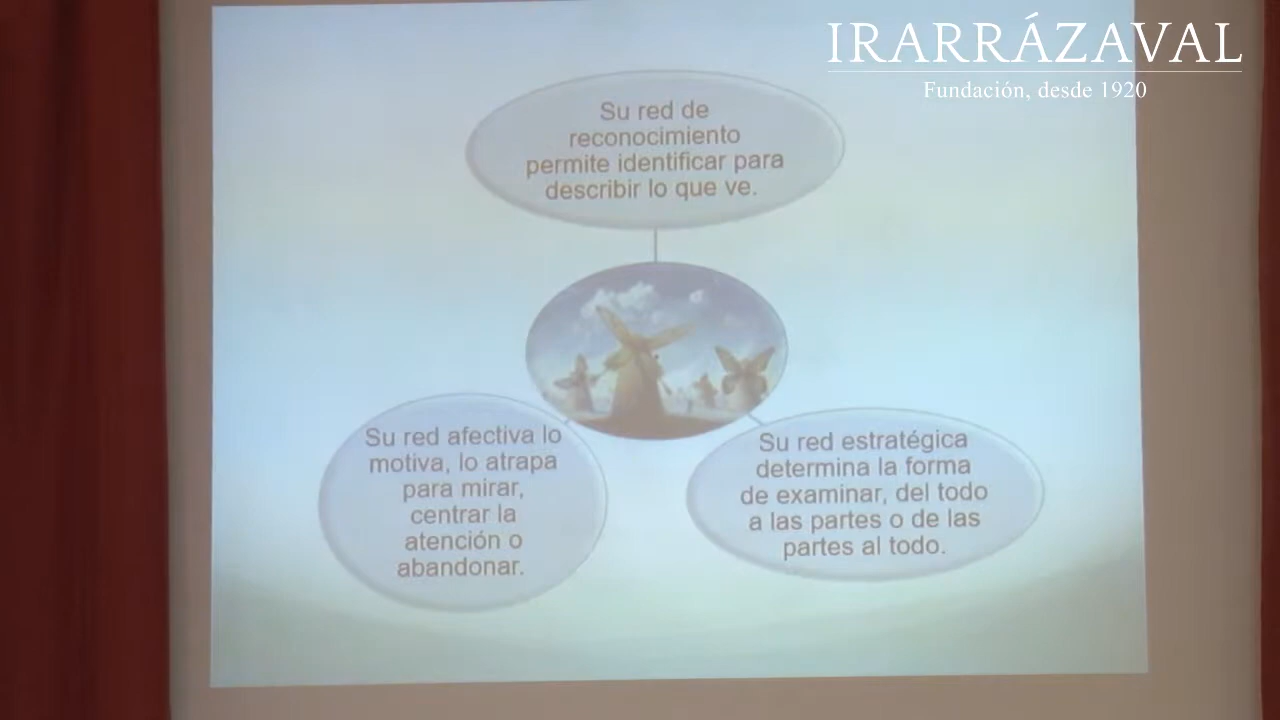 IRARRÁZAVAL
Fundación, desde 1920
Su red de
reconocimiento
permite identificar para
describir lo que ve.
Su red afectiva lo
motiva, lo atrapa
para mirar,
centrar la
atención o
abandonar.
Su red estratégica
determina la forma
de examinar, del todo
a las partes o de las
partes al todo.